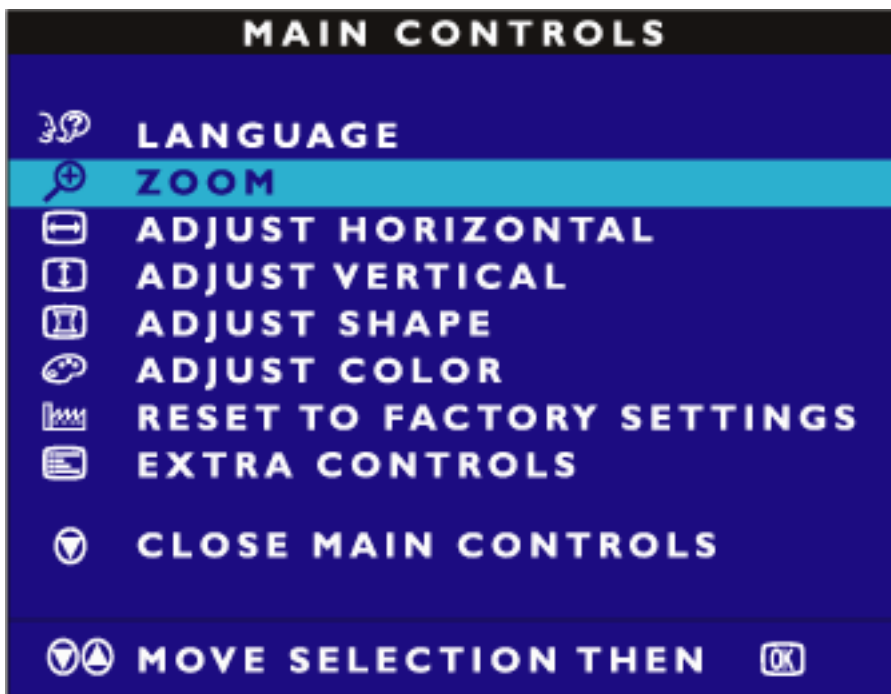 MAIN CONTROLS
LANGUAGE
ZOOM
ADJUST HORIZONTAL
ADJUST VERTICAL
ADJUST SHAPE
ADJUST COLOR
RESET TO FACTORY SETTINGS
EXTRA CONTROLS
CLOSE MAIN CONTROLS
MOVE SELECTION THEN OK